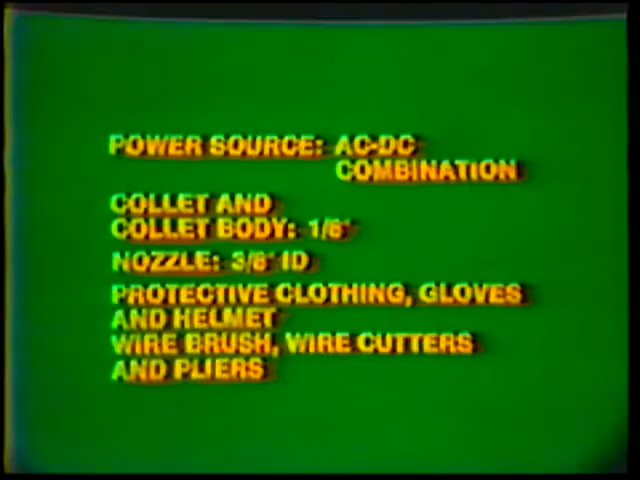 POWER SOURCE: AC-DC
COMBINATION
COLLET AND
COLLET BODY: 1/8"
NOZZLE: 3/8" ID
PROTECTIVE CLOTHING, GLOVES
AND HELMET
WIRE BRUSH, WIRE CUTTERS
AND PLIERS